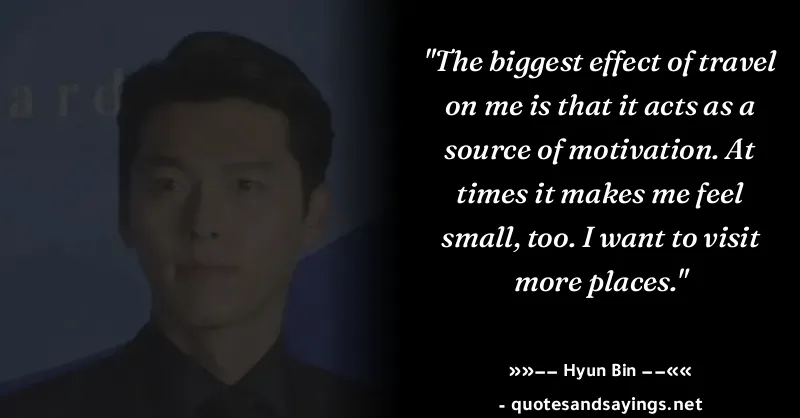 ard
"The biggest effect of travel
on me is that it acts as a
source of motivation. At
times it makes me feel
small, too. I want to visit
more places."
»»—— Hyun Bin ——««
- quotesandsayings.net